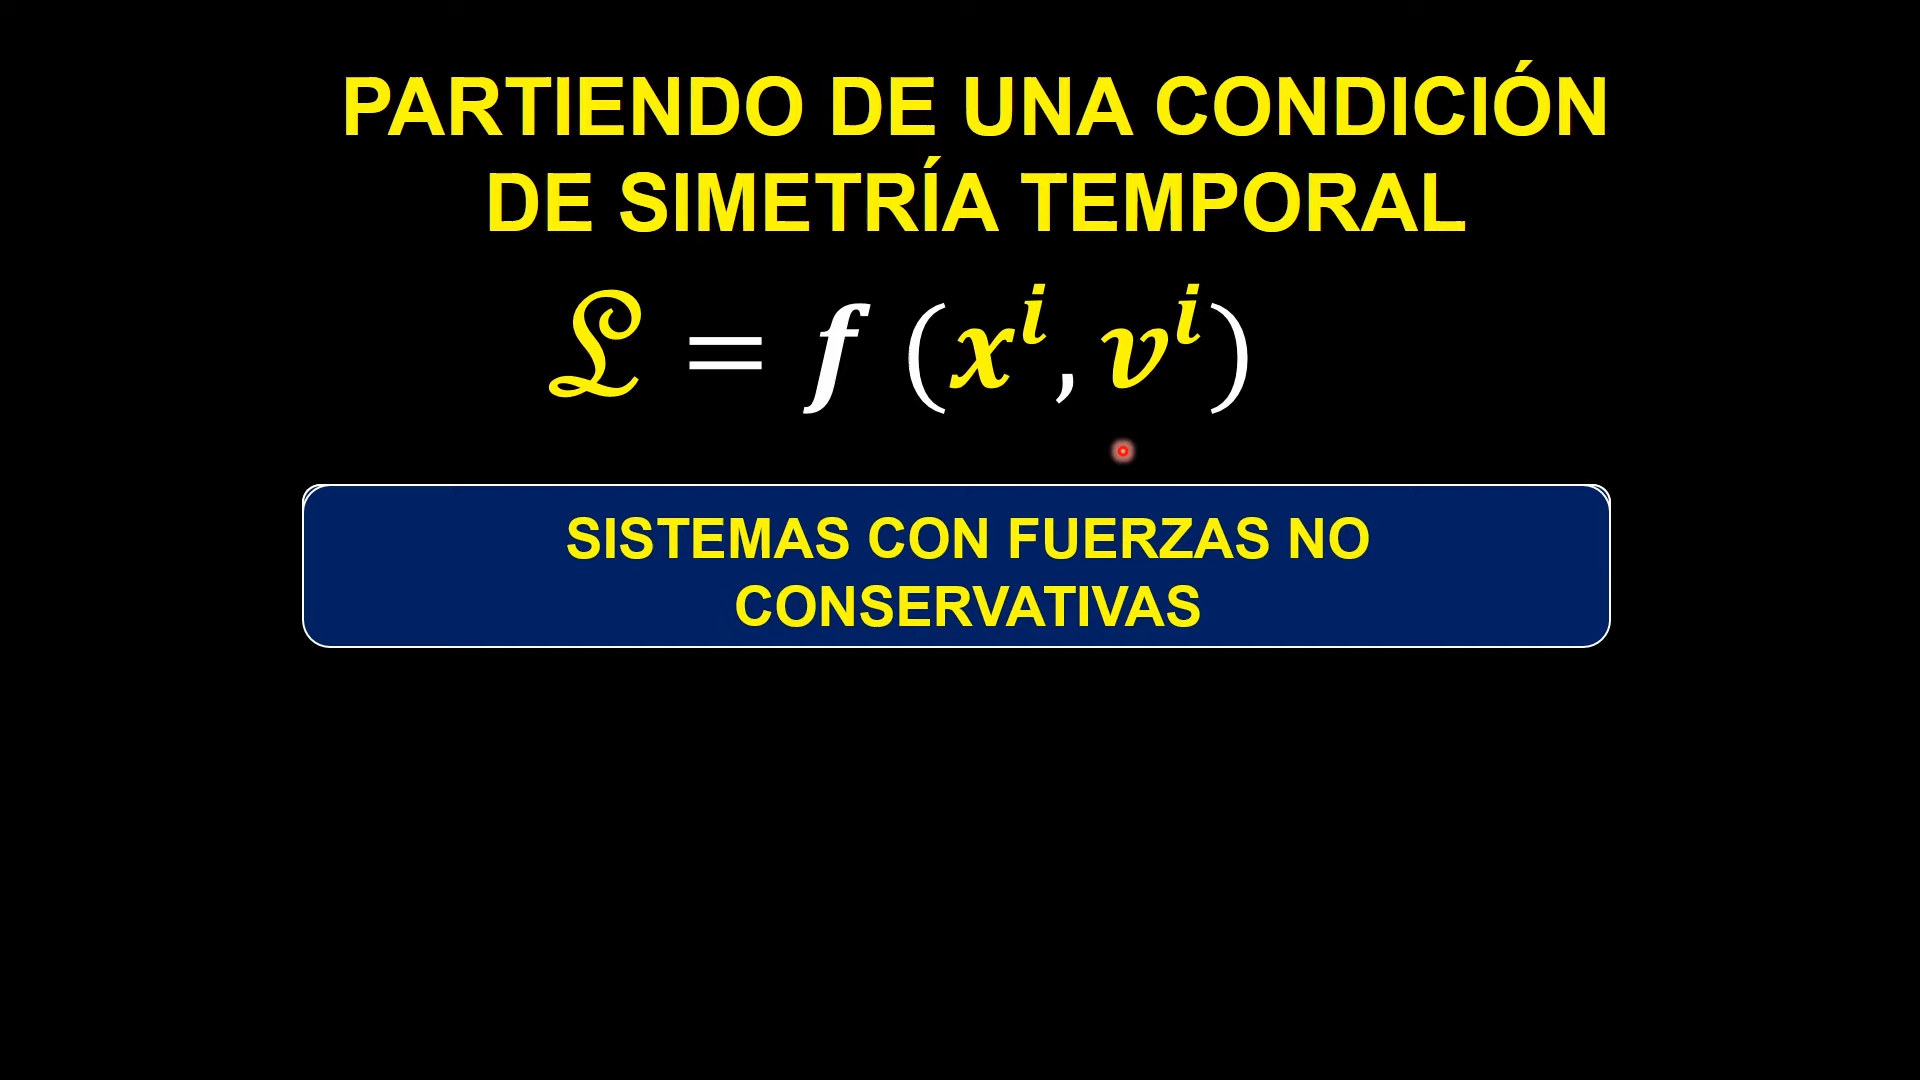 PARTIENDO DE UNA CONDICIÓN
DE SIMETRÍA TEMPORAL
ℒ = f (xⁱ, vⁱ)
SISTEMAS CON FUERZAS NO
CONSERVATIVAS